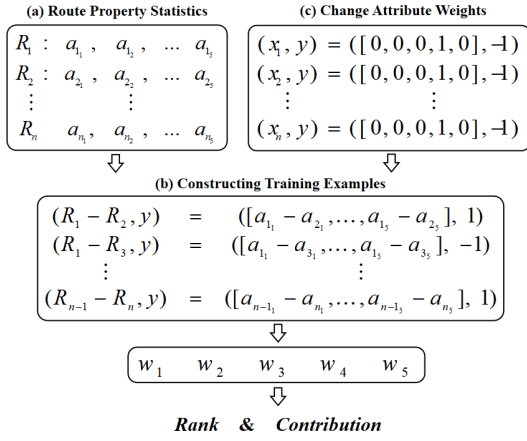 (a) Route Property Statistics
R₁ : a₁₁ , a₁₂ , ... a₁₅
R₂ : a₂₁ , a₂₂ , ... a₂₅
⋮ ⋮ ⋮
Rₙ aₙ₁ , aₙ₂ , ... aₙ₅
(c) Change Attribute Weights
(x₁, y) = ([0, 0, 0, 1, 0], −1)
(x₂, y) = ([0, 0, 0, 1, 0], −1)
⋮ ⋮
(xₙ, y) = ([0, 0, 0, 1, 0], −1)
(b) Constructing Training Examples
(R₁ − R₂, y) = ([a₁₁ − a₂₁, ..., a₁₅ − a₂₅], 1)
(R₁ − R₃, y) = ([a₁₁ − a₃₁, ..., a₁₅ − a₃₅], −1)
⋮ ⋮
(Rₙ₋₁ − Rₙ, y) = ([aₙ₋₁₁ − aₙ₁, ..., aₙ₋₁₅ − aₙ₅], 1)
w₁ w₂ w₃ w₄ w₅
Rank & Contribution